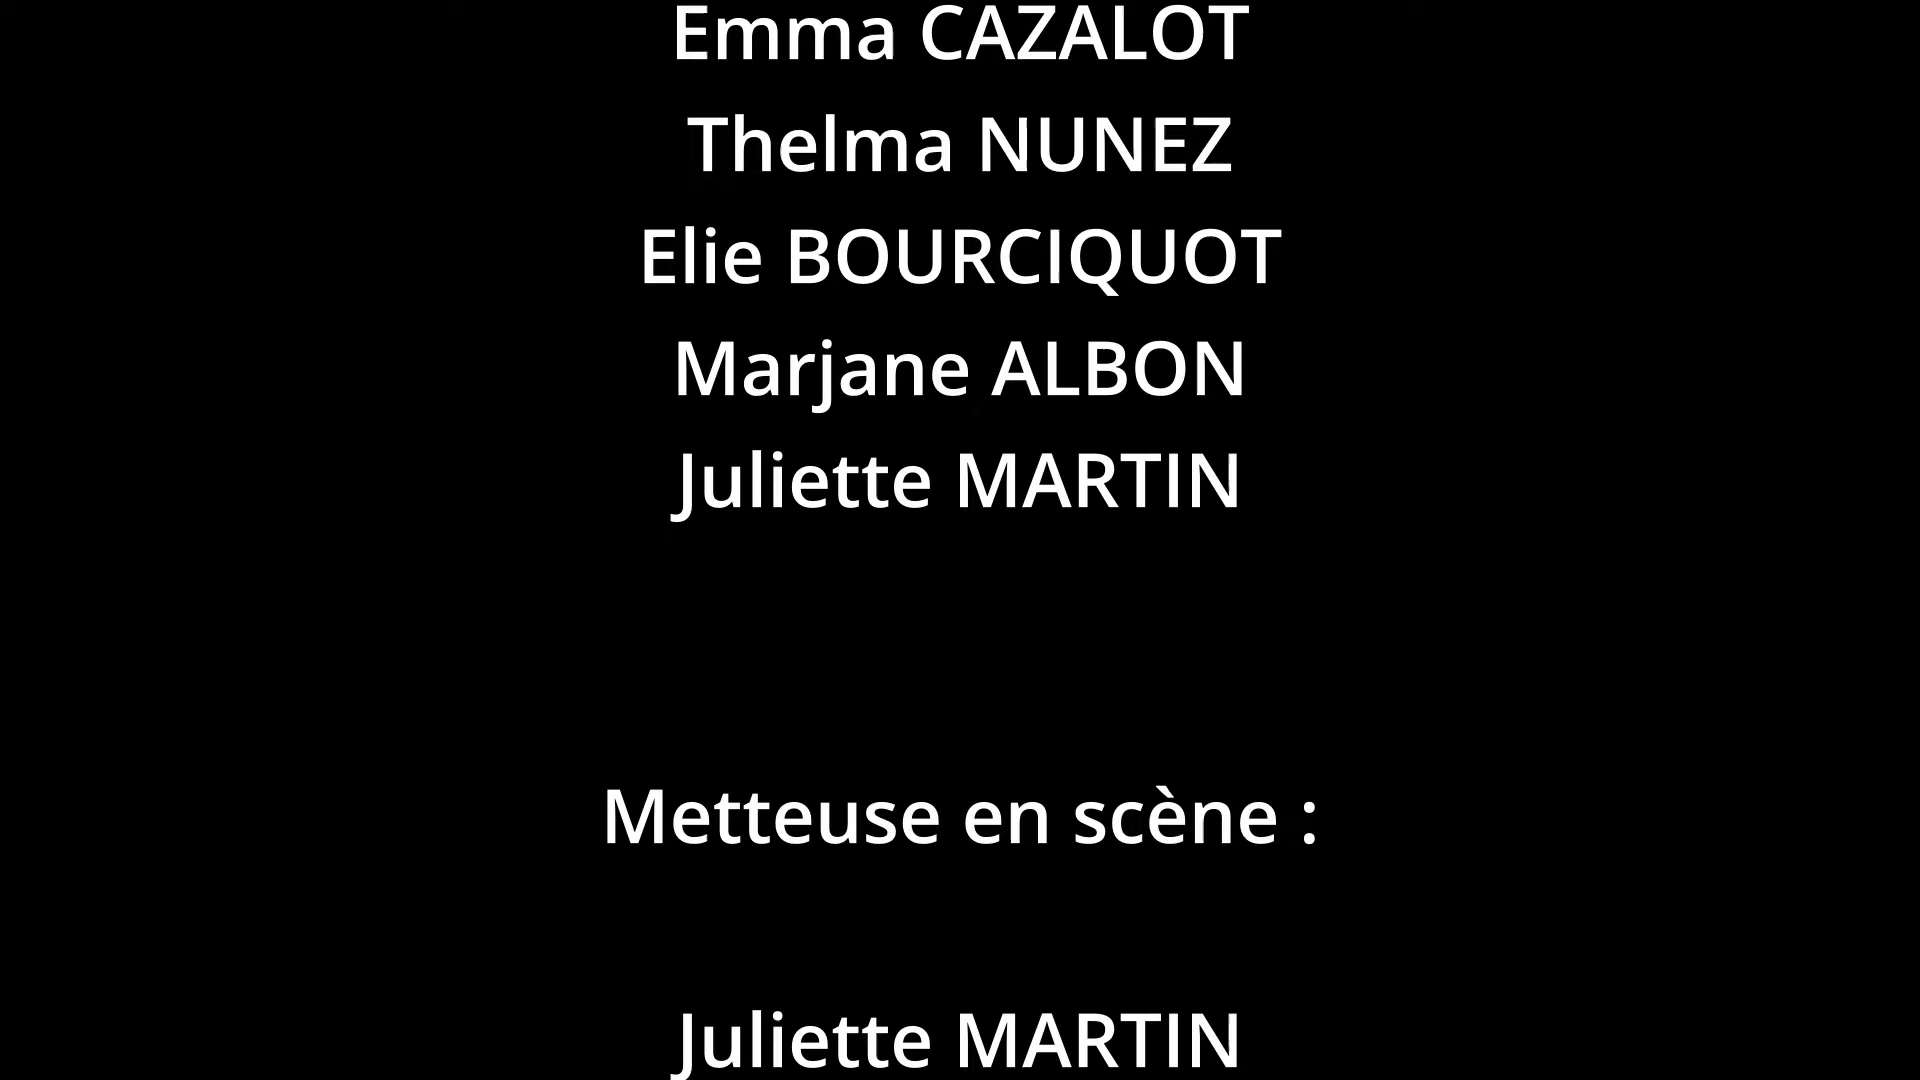 Emma CAZALOT
Thelma NUNEZ
Elie BOURCIQUOT
Marjane ALBON
Juliette MARTIN
Metteuse en scène :
Juliette MARTIN